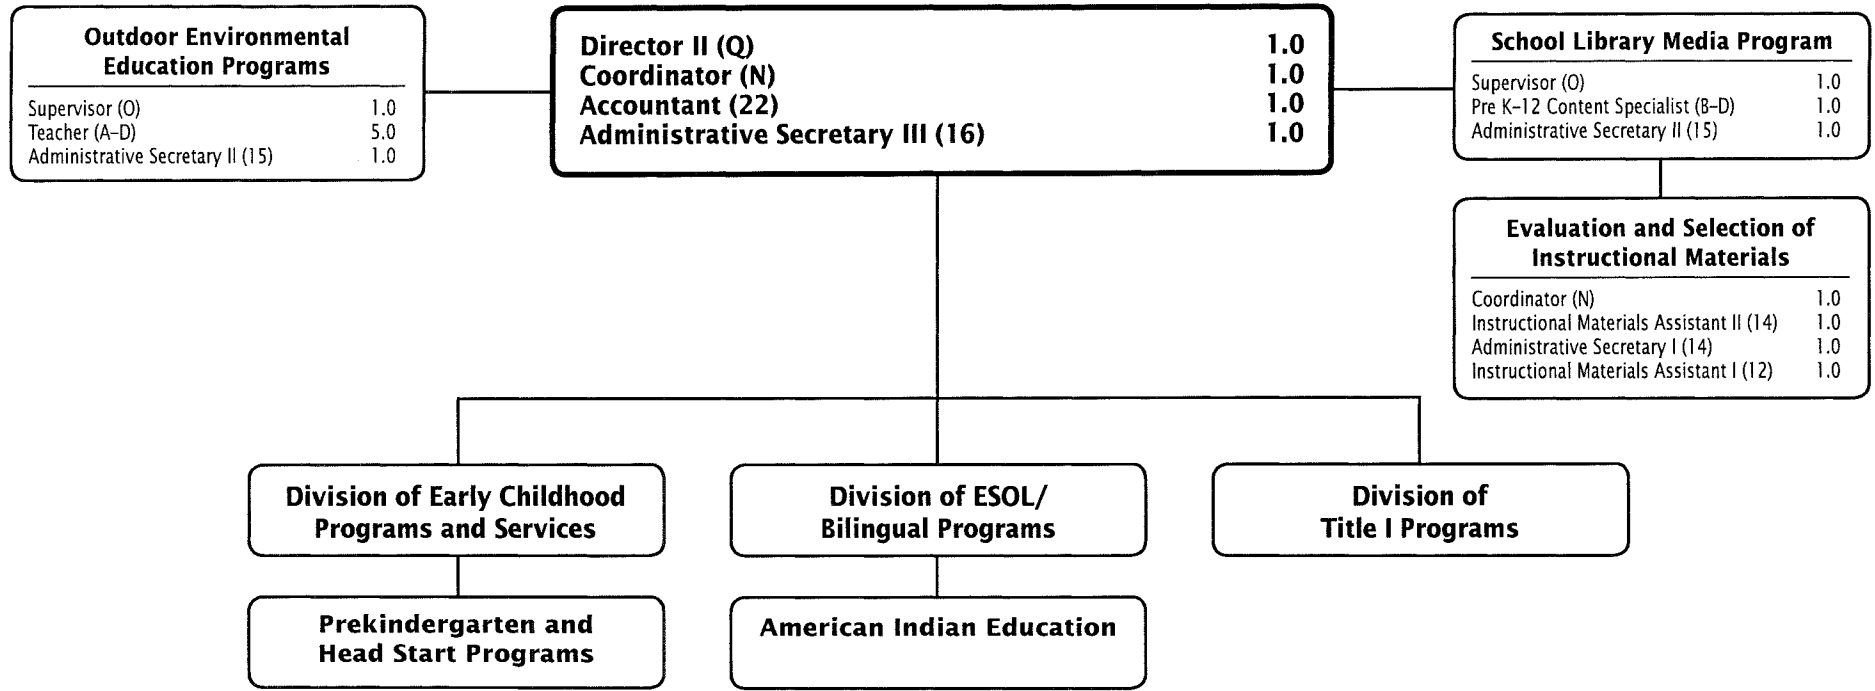 Outdoor Environmental
Education Programs
Supervisor (O) 1.0
Teacher (A–D) 5.0
Administrative Secretary II (15) 1.0
Director II (Q) 1.0
Coordinator (N) 1.0
Accountant (22) 1.0
Administrative Secretary III (16) 1.0
School Library Media Program
Supervisor (O) 1.0
Pre K–12 Content Specialist (B–D) 1.0
Administrative Secretary II (15) 1.0
Evaluation and Selection of
Instructional Materials
Coordinator (N) 1.0
Instructional Materials Assistant II (14) 1.0
Administrative Secretary I (14) 1.0
Instructional Materials Assistant I (12) 1.0
Division of Early Childhood
Programs and Services
Division of ESOL/
Bilingual Programs
Division of
Title I Programs
Prekindergarten and
Head Start Programs
American Indian Education